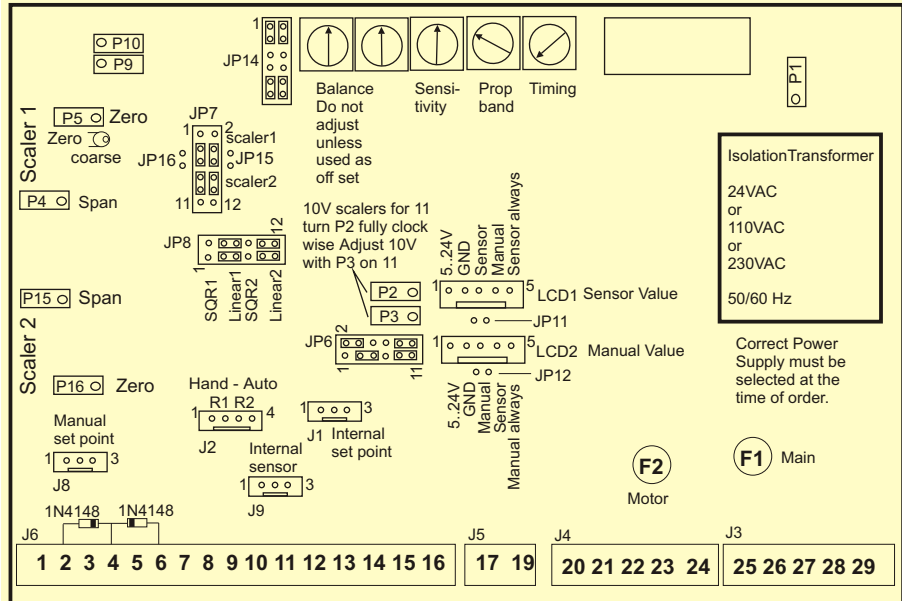 P10
P9
JP14
1
Balance
Do not
adjust
unless
used as
off set
Sensi-
tivity
Prop
band
Timing
P1
Scaler 1
P5 Zero
Zero
coarse
JP7
1 2
scaler1
JP16 JP15
scaler2
11 12
P4 Span
10V scalers for 11
turn P2 fully clock
wise Adjust 10V
with P3 on 11
JP8
12
1
SQR1
Linear1
SQR2
Linear2
P2
P3
5..24V
GND
Sensor
Manual
Sensor always
1 5
LCD1 Sensor Value
JP11
IsolationTransformer
24VAC
or
110VAC
or
230VAC
50/60 Hz
P15 Span
Scaler 2
JP6
2
1
11
1 5
LCD2 Manual Value
JP12
5..24V
GND
Manual
Sensor
Manual always
Correct Power
Supply must be
selected at the
time of order.
P16 Zero
Hand - Auto
R1 R2
1 4
J2
1 3
J1 Internal
set point
Manual
set point
1 3
J8
Internal
sensor
1 3
J9
F2
Motor
F1 Main
1N4148 1N4148
J6
1 2 3 4 5 6 7 8 9 10 11 12 13 14 15 16
J5
17 19
J4
20 21 22 23 24
J3
25 26 27 28 29